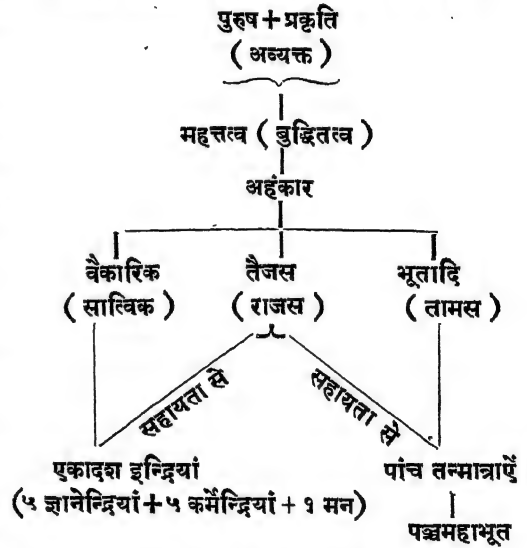 पुरुष + प्रकृति
( अव्यक्त )
महत्तत्व ( बुद्धितत्व )
अहंकार
वैकारिक तैजस भूतादि
( सात्विक ) ( राजस ) ( तामस )
सहायता से सहायता से
एकादश इन्द्रियां पांच तन्मात्राऐं
(५ ज्ञानेन्द्रियां + ५ कर्मेन्द्रियां + १ मन) पञ्चमहाभूत